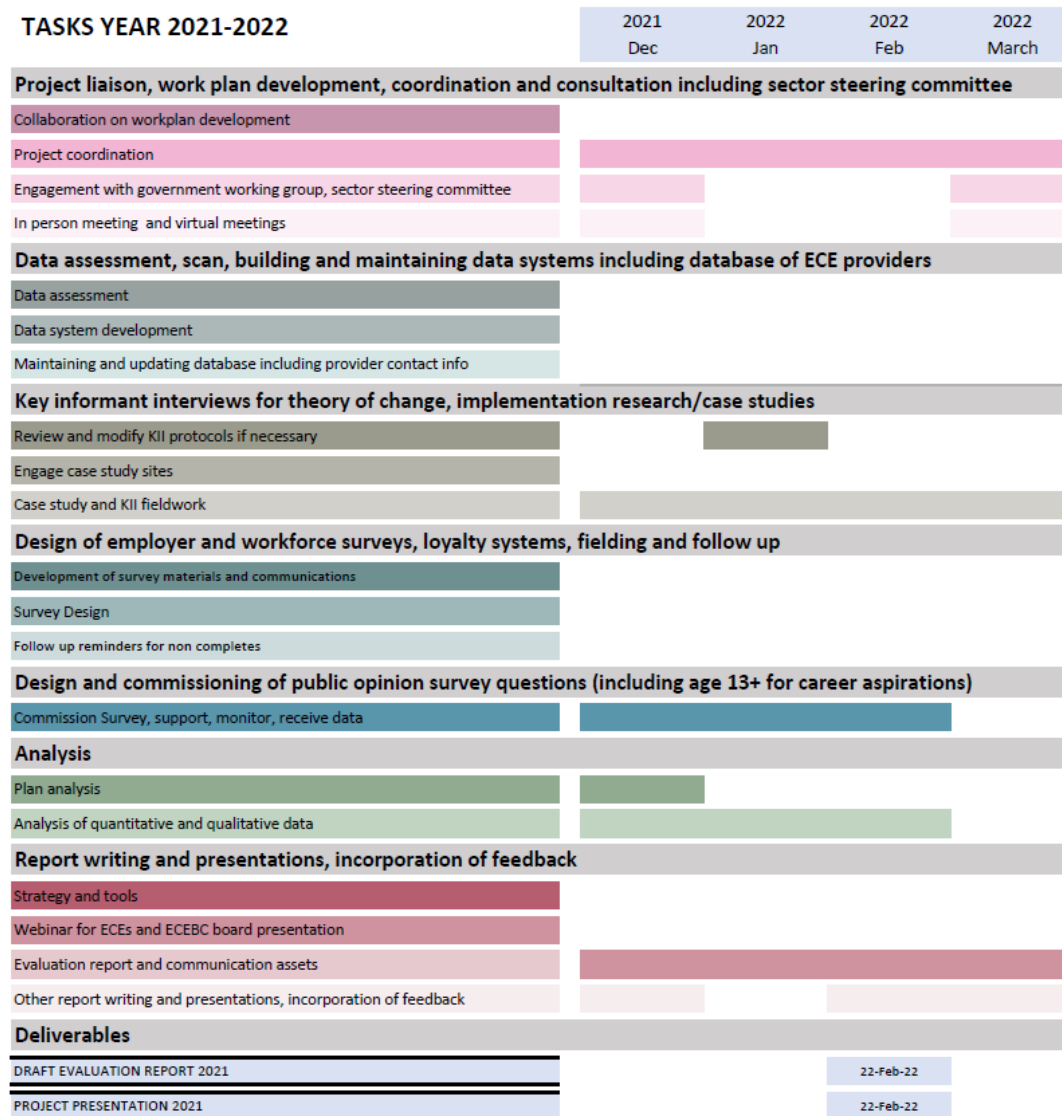 TASKS YEAR 2021-2022
2021 2022 2022 2022
Dec Jan Feb March
Project liaison, work plan development, coordination and consultation including sector steering committee
Collaboration on workplan development
Project coordination
Engagement with government working group, sector steering committee
In person meeting and virtual meetings
Data assessment, scan, building and maintaining data systems including database of ECE providers
Data assessment
Data system development
Maintaining and updating database including provider contact info
Key informant interviews for theory of change, implementation research/case studies
Review and modify KII protocols if necessary
Engage case study sites
Case study and KII fieldwork
Design of employer and workforce surveys, loyalty systems, fielding and follow up
Development of survey materials and communications
Survey Design
Follow up reminders for non completes
Design and commissioning of public opinion survey questions (including age 13+ for career aspirations)
Commission Survey, support, monitor, receive data
Analysis
Plan analysis
Analysis of quantitative and qualitative data
Report writing and presentations, incorporation of feedback
Strategy and tools
Webinar for ECEs and ECEBC board presentation
Evaluation report and communication assets
Other report writing and presentations, incorporation of feedback
Deliverables
DRAFT EVALUATION REPORT 2021 22-Feb-22
PROJECT PRESENTATION 2021 22-Feb-22